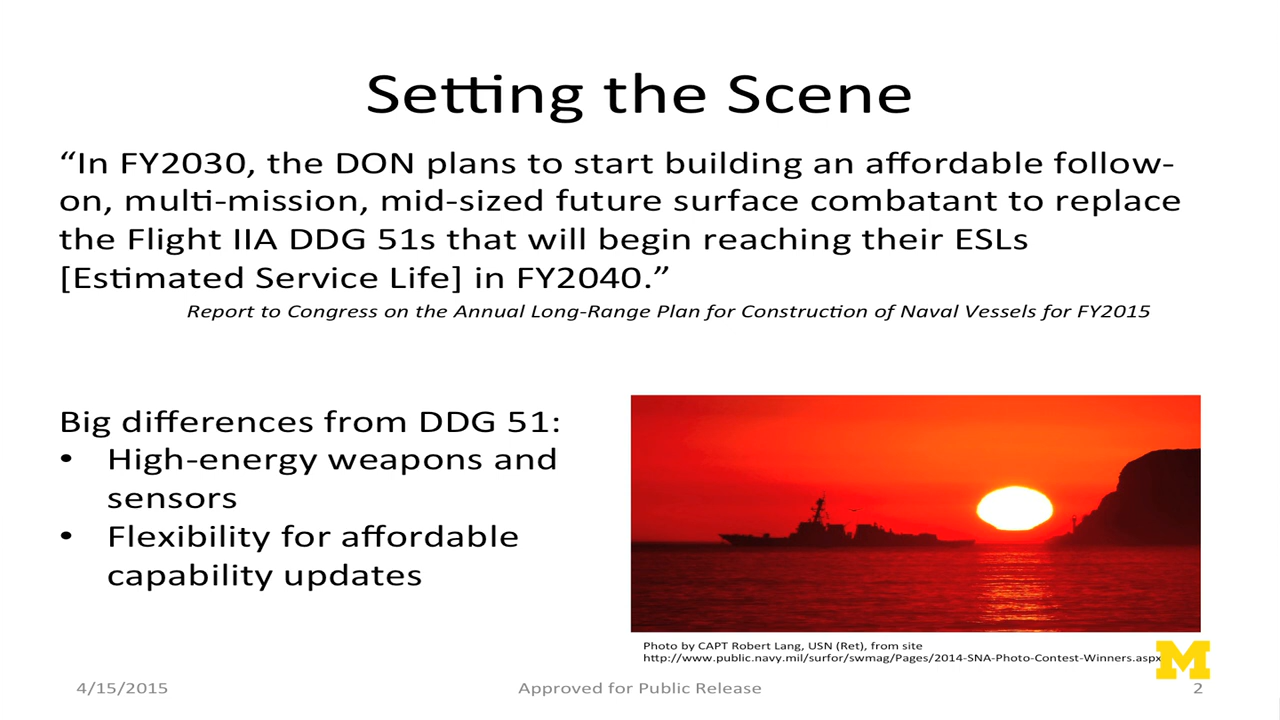 Setting the Scene
“In FY2030, the DON plans to start building an affordable follow-
on, multi-mission, mid-sized future surface combatant to replace
the Flight IIA DDG 51s that will begin reaching their ESLs
[Estimated Service Life] in FY2040.”
Report to Congress on the Annual Long-Range Plan for Construction of Naval Vessels for FY2015
Big differences from DDG 51:
• High-energy weapons and
sensors
• Flexibility for affordable
capability updates
Photo by CAPT Robert Lang, USN (Ret), from site
http://www.public.navy.mil/surfor/swmag/Pages/2014-SNA-Photo-Contest-Winners.aspx
M
4/15/2015
Approved for Public Release
2